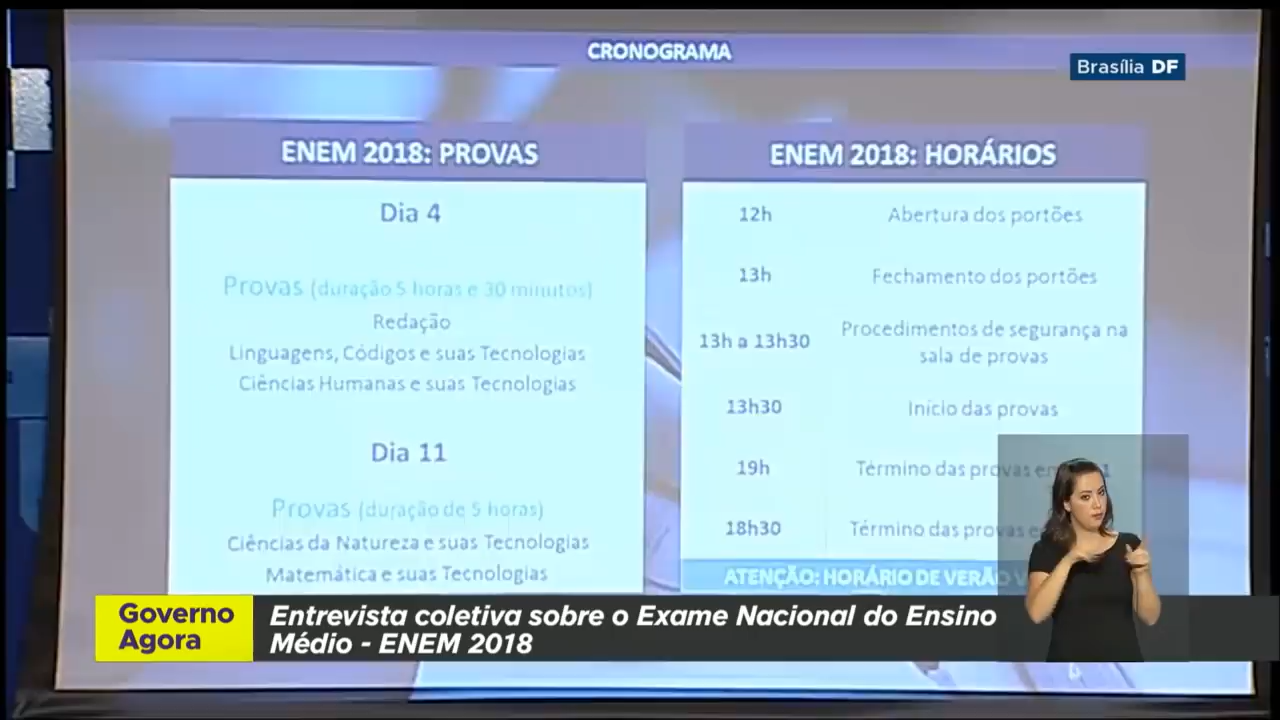 CRONOGRAMA
Brasília DF
ENEM 2018: PROVAS
Dia 4
Provas (duração 5 horas e 30 minutos)
Redação
Linguagens, Códigos e suas Tecnologias
Ciências Humanas e suas Tecnologias
Dia 11
Provas (duração de 5 horas)
Ciências da Natureza e suas Tecnologias
Matemática e suas Tecnologias
ENEM 2018: HORÁRIOS
12h Abertura dos portões
13h Fechamento dos portões
13h a 13h30 Procedimentos de segurança na
sala de provas
13h30 Início das provas
19h Término das provas
18h30 Término das provas
ATENÇÃO: HORÁRIO DE VERÃO
Governo
Agora
Entrevista coletiva sobre o Exame Nacional do Ensino
Médio - ENEM 2018